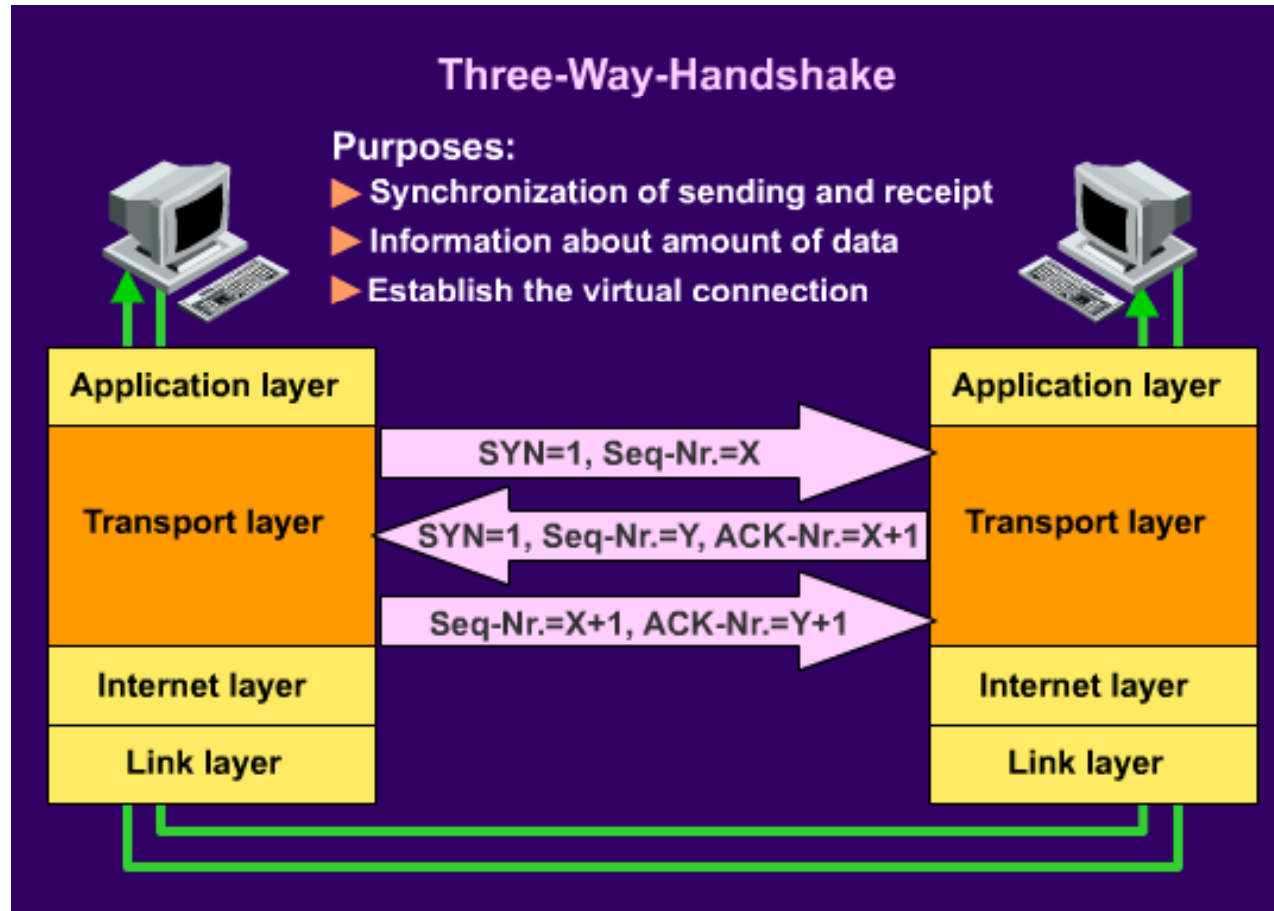 Three-Way-Handshake
Purposes:
Synchronization of sending and receipt
Information about amount of data
Establish the virtual connection
Application layer
Transport layer
Internet layer
Link layer
SYN=1, Seq-Nr.=X
SYN=1, Seq-Nr.=Y, ACK-Nr.=X+1
Seq-Nr.=X+1, ACK-Nr.=Y+1
Application layer
Transport layer
Internet layer
Link layer